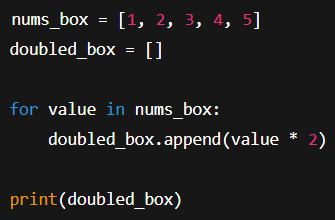 nums_box = [1, 2, 3, 4, 5]
doubled_box = []
for value in nums_box:
    doubled_box.append(value * 2)
print(doubled_box)